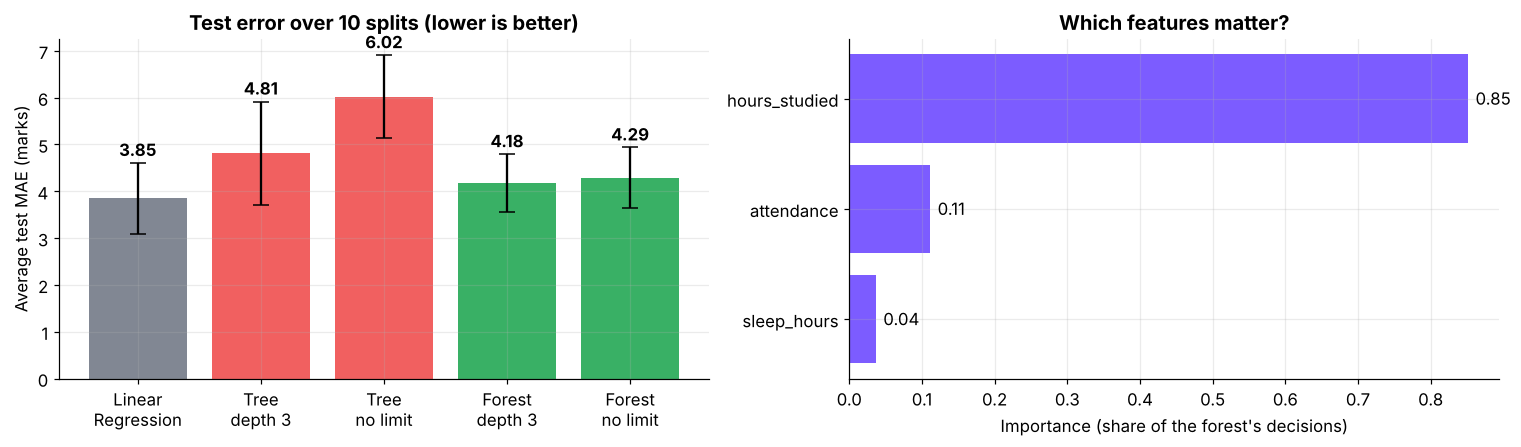 Test error over 10 splits (lower is better)
Average test MAE (marks)
7
6
5
4
3
2
1
0
3.85
4.81
6.02
4.18
4.29
Linear
Regression
Tree
depth 3
Tree
no limit
Forest
depth 3
Forest
no limit
Which features matter?
hours_studied
0.85
attendance
0.11
sleep_hours
0.04
0.0 0.1 0.2 0.3 0.4 0.5 0.6 0.7 0.8
Importance (share of the forest's decisions)